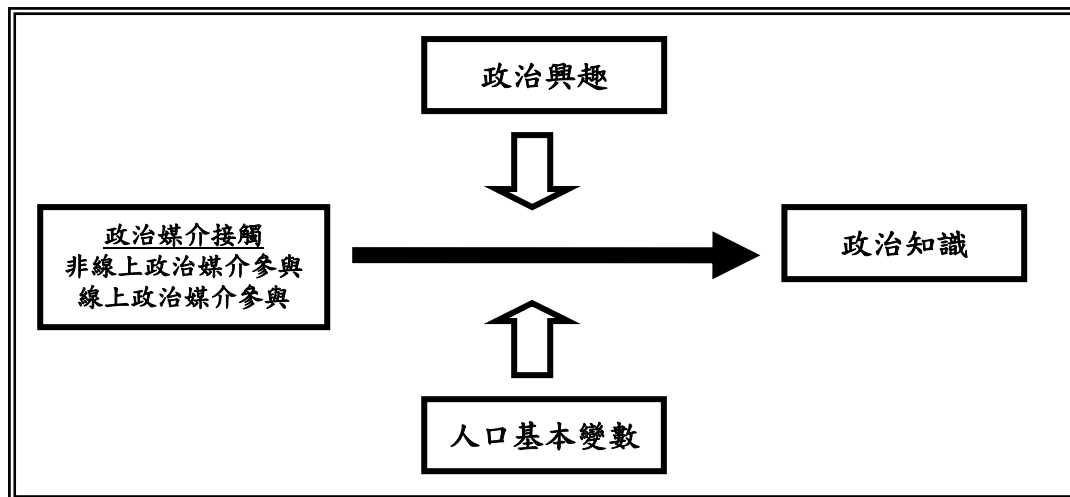 政治興趣
政治媒介接觸
非線上政治媒介參與
線上政治媒介參與
政治知識
人口基本變數